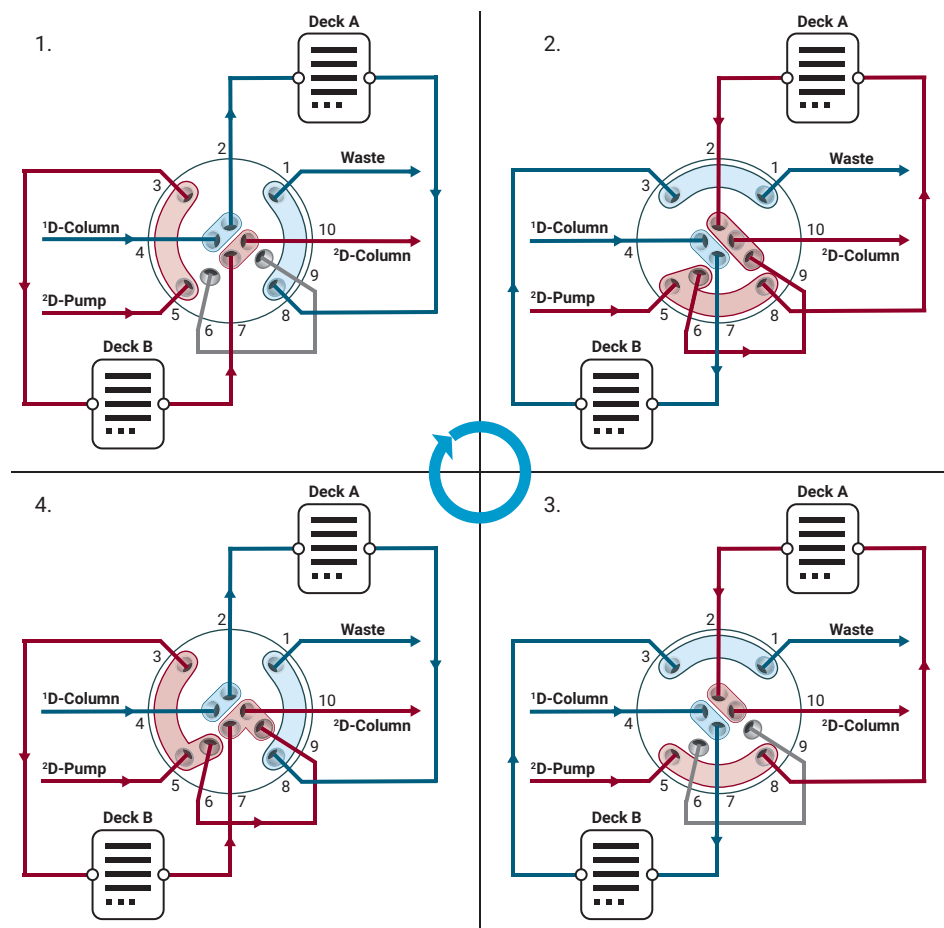 1.
Deck A
2
3
1
Waste
¹D-Column
10
4
²D-Column
9
²D-Pump
5
6
7
8
Deck B
2.
Deck A
2
3
1
Waste
¹D-Column
10
4
²D-Column
9
²D-Pump
5
6
7
8
Deck B
4.
Deck A
2
3
1
Waste
¹D-Column
10
4
²D-Column
9
²D-Pump
5
6
7
8
Deck B
3.
Deck A
2
3
1
Waste
¹D-Column
10
4
²D-Column
9
²D-Pump
5
6
7
8
Deck B